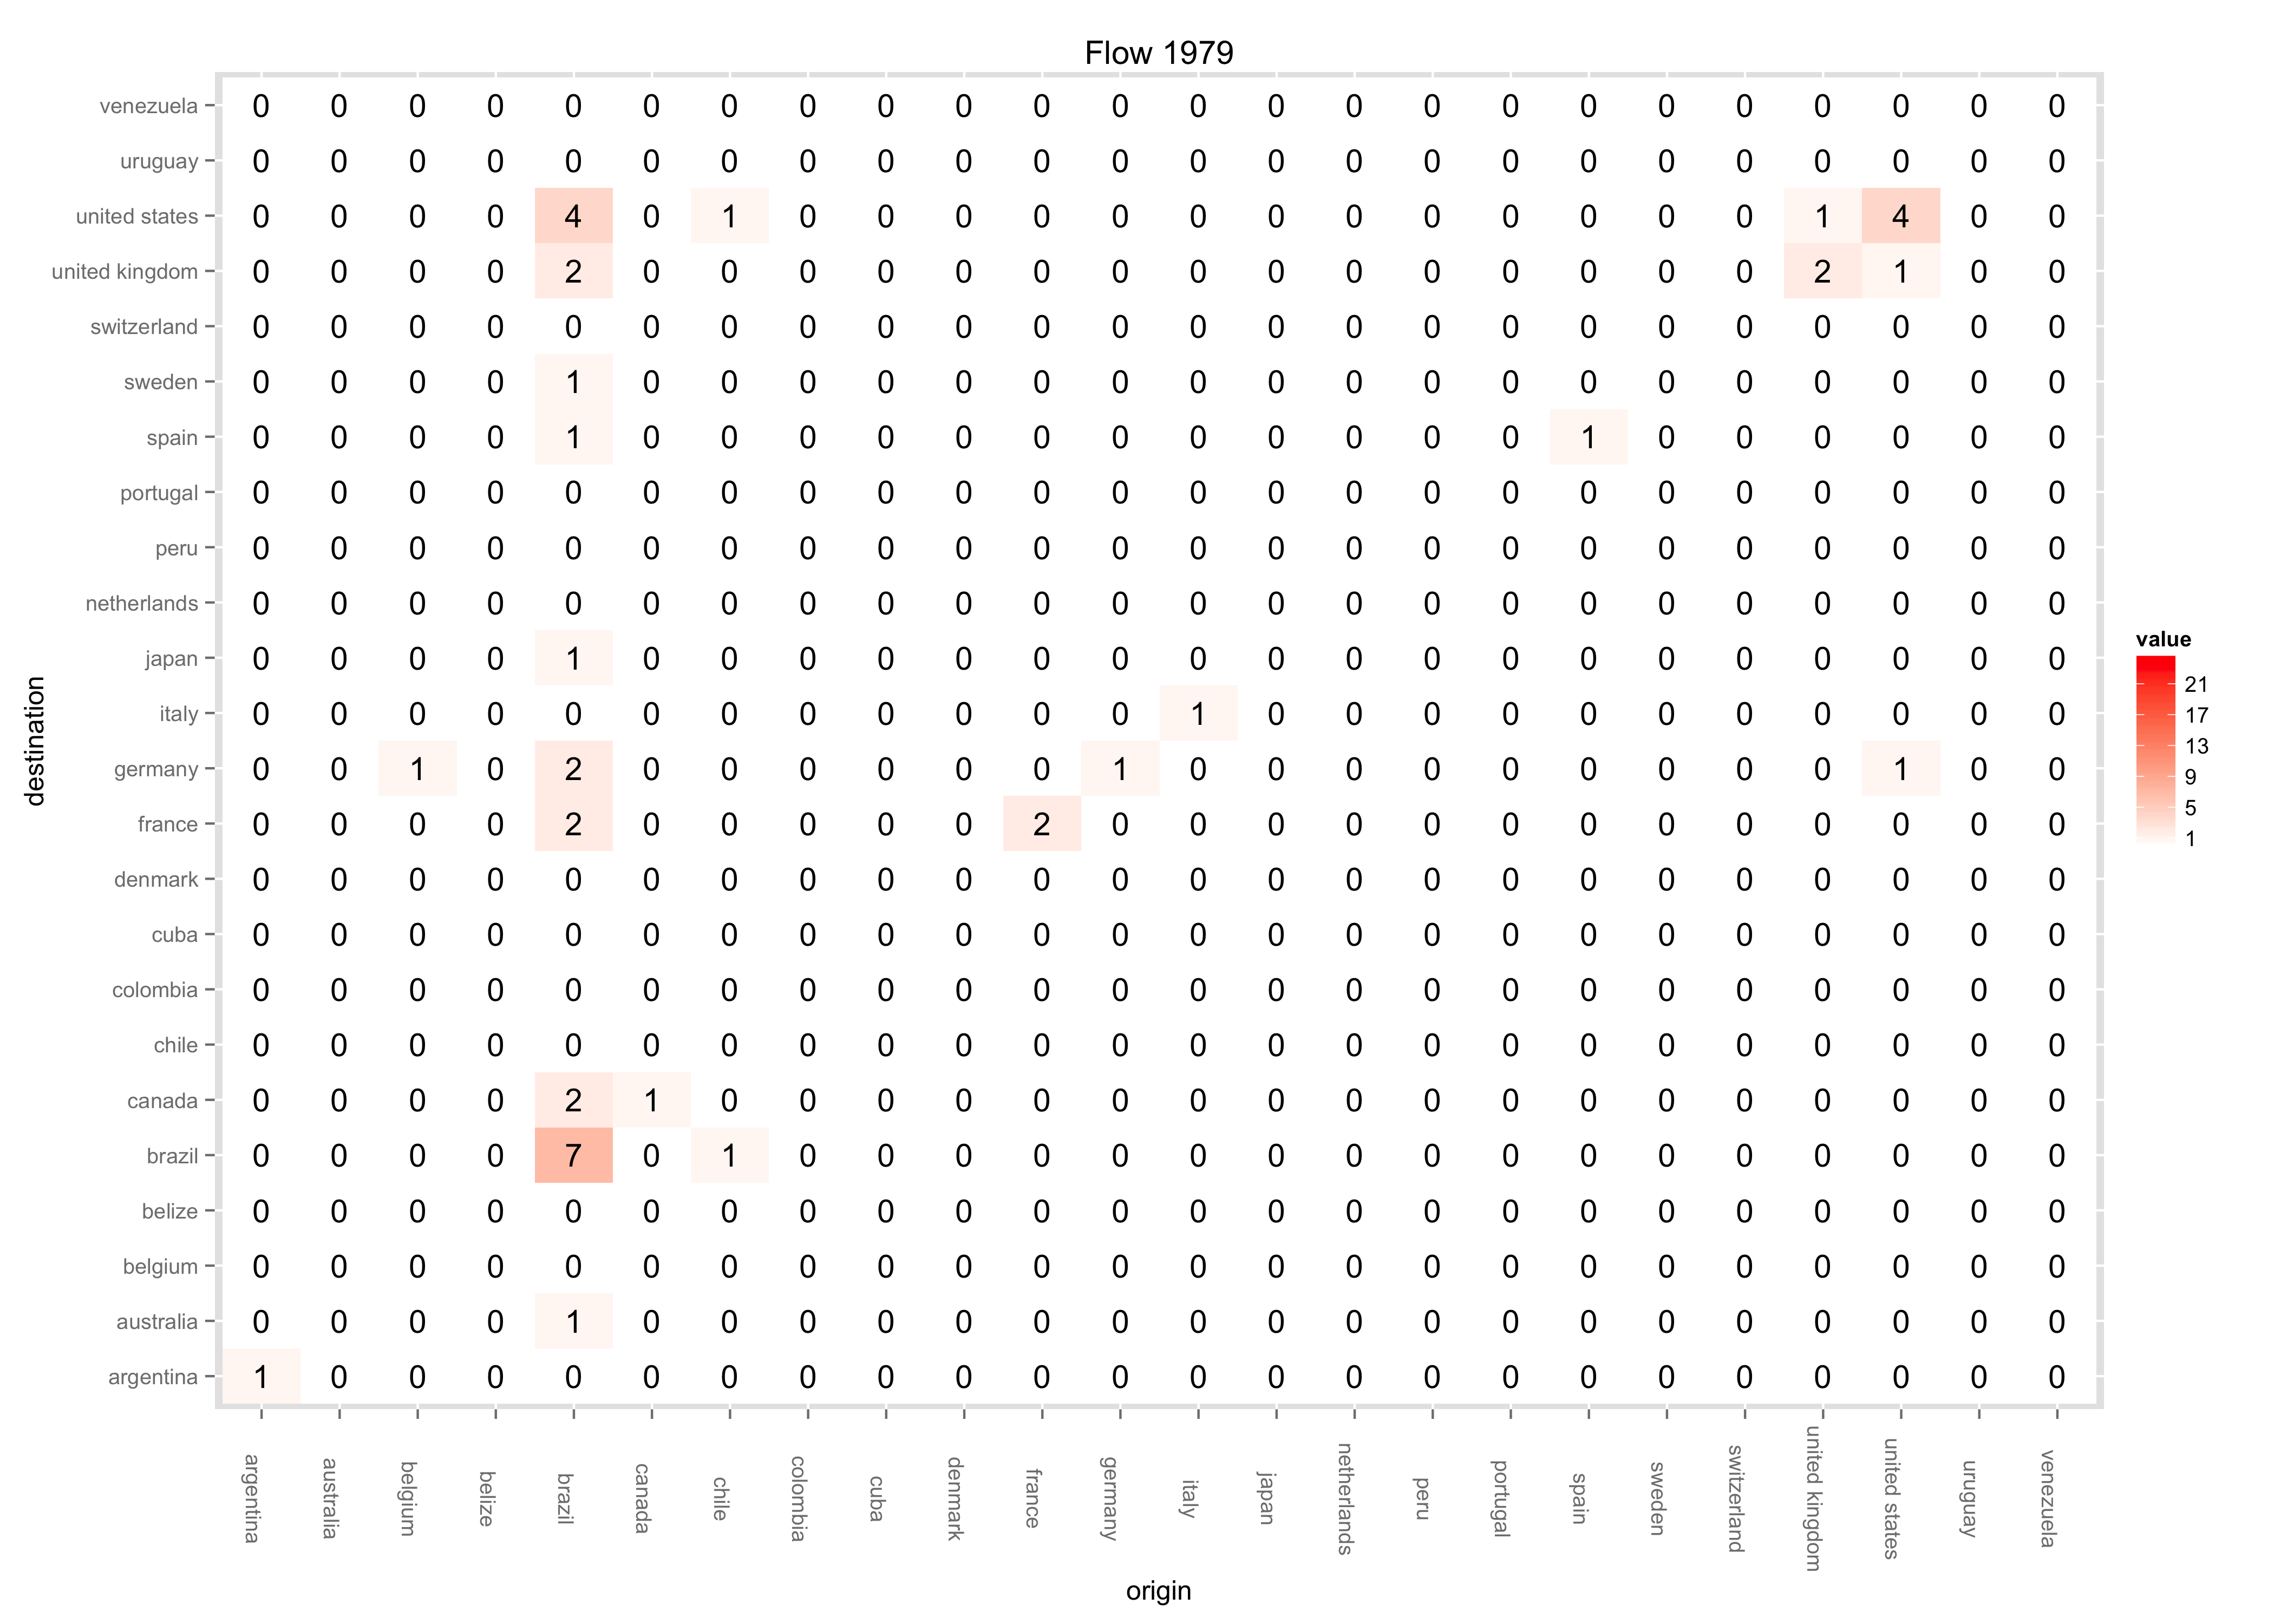 Flow 1979
venezuela 0 0 0 0 0 0 0 0 0 0 0 0 0 0 0 0 0 0 0 0 0 0 0 0
uruguay 0 0 0 0 0 0 0 0 0 0 0 0 0 0 0 0 0 0 0 0 0 0 0 0
united states 0 0 0 0 4 0 1 0 0 0 0 0 0 0 0 0 0 0 0 0 1 4 0 0
united kingdom 0 0 0 0 2 0 0 0 0 0 0 0 0 0 0 0 0 0 0 0 2 1 0 0
switzerland 0 0 0 0 0 0 0 0 0 0 0 0 0 0 0 0 0 0 0 0 0 0 0 0
sweden 0 0 0 0 1 0 0 0 0 0 0 0 0 0 0 0 0 0 0 0 0 0 0 0
spain 0 0 0 0 1 0 0 0 0 0 0 0 0 0 0 0 0 1 0 0 0 0 0 0
portugal 0 0 0 0 0 0 0 0 0 0 0 0 0 0 0 0 0 0 0 0 0 0 0 0
peru 0 0 0 0 0 0 0 0 0 0 0 0 0 0 0 0 0 0 0 0 0 0 0 0
netherlands 0 0 0 0 0 0 0 0 0 0 0 0 0 0 0 0 0 0 0 0 0 0 0 0
japan 0 0 0 0 1 0 0 0 0 0 0 0 0 0 0 0 0 0 0 0 0 0 0 0
italy 0 0 0 0 0 0 0 0 0 0 0 0 1 0 0 0 0 0 0 0 0 0 0 0
germany 0 0 1 0 2 0 0 0 0 0 0 1 0 0 0 0 0 0 0 0 0 1 0 0
france 0 0 0 0 2 0 0 0 0 0 2 0 0 0 0 0 0 0 0 0 0 0 0 0
denmark 0 0 0 0 0 0 0 0 0 0 0 0 0 0 0 0 0 0 0 0 0 0 0 0
cuba 0 0 0 0 0 0 0 0 0 0 0 0 0 0 0 0 0 0 0 0 0 0 0 0
colombia 0 0 0 0 0 0 0 0 0 0 0 0 0 0 0 0 0 0 0 0 0 0 0 0
chile 0 0 0 0 0 0 0 0 0 0 0 0 0 0 0 0 0 0 0 0 0 0 0 0
canada 0 0 0 0 2 1 0 0 0 0 0 0 0 0 0 0 0 0 0 0 0 0 0 0
brazil 0 0 0 0 7 0 1 0 0 0 0 0 0 0 0 0 0 0 0 0 0 0 0 0
belize 0 0 0 0 0 0 0 0 0 0 0 0 0 0 0 0 0 0 0 0 0 0 0 0
belgium 0 0 0 0 0 0 0 0 0 0 0 0 0 0 0 0 0 0 0 0 0 0 0 0
australia 0 0 0 0 1 0 0 0 0 0 0 0 0 0 0 0 0 0 0 0 0 0 0 0
argentina 1 0 0 0 0 0 0 0 0 0 0 0 0 0 0 0 0 0 0 0 0 0 0 0
destination
argentina
australia
belgium
belize
brazil
canada
chile
colombia
cuba
denmark
france
germany
italy
japan
netherlands
peru
portugal
spain
sweden
switzerland
united kingdom
united states
uruguay
venezuela
origin
value
21
17
13
9
5
1